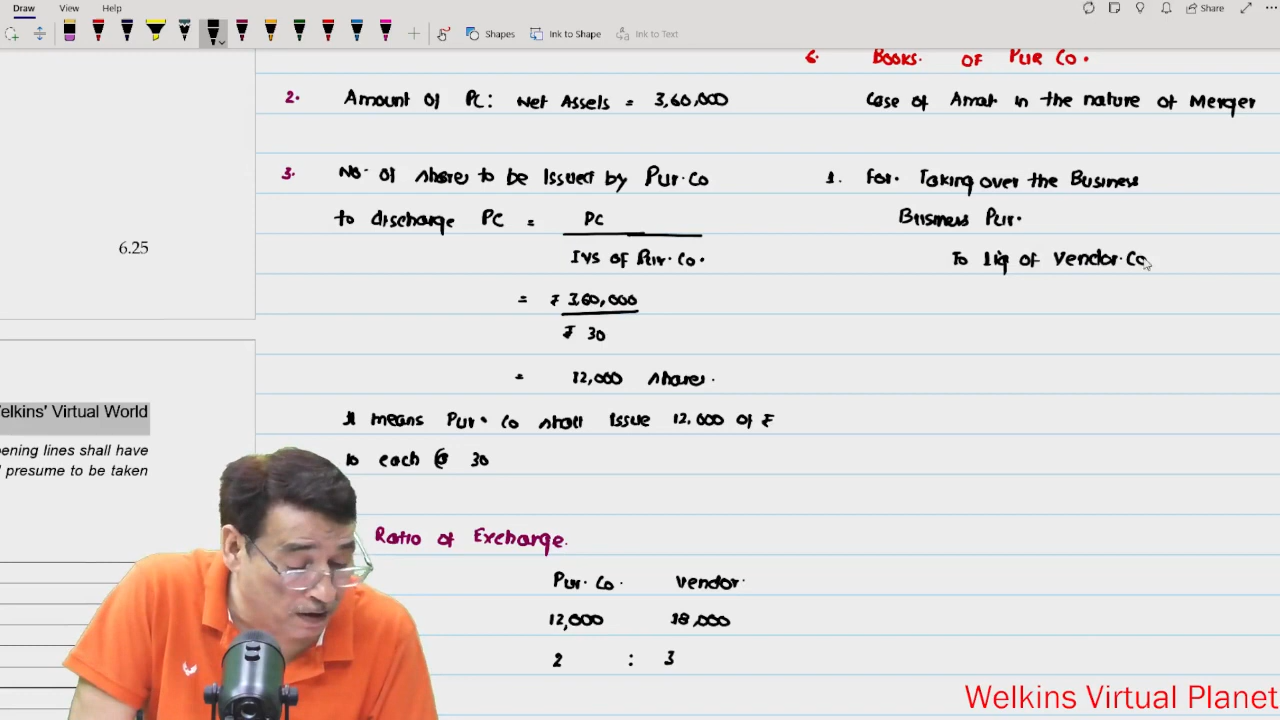 Draw View Help
Share
Shapes Ink to Shape Ink to Text
6. Books. OF PUR Co.
2. Amount of PC: Net Assets = 3,60,000
Case of Amal. in the nature of Merger
3. No. of share to be Issued by Pur.Co
to discharge PC = PC
IVS of Pur. Co.
= ₹ 3,60,000
₹ 30
= 12,000 shares.
It means Pur. Co shall Issue 12,000 of ₹
10 each @ 30
Ratio of Exchange.
Pur. Co. Vendor.
12,000 18,000
2 : 3
1. For. Taking over the Business
Business Pur.
To liq of Vendor.Co
6.25
elkins' Virtual World
ening lines shall have
presume to be taken
Welkins Virtual Planet